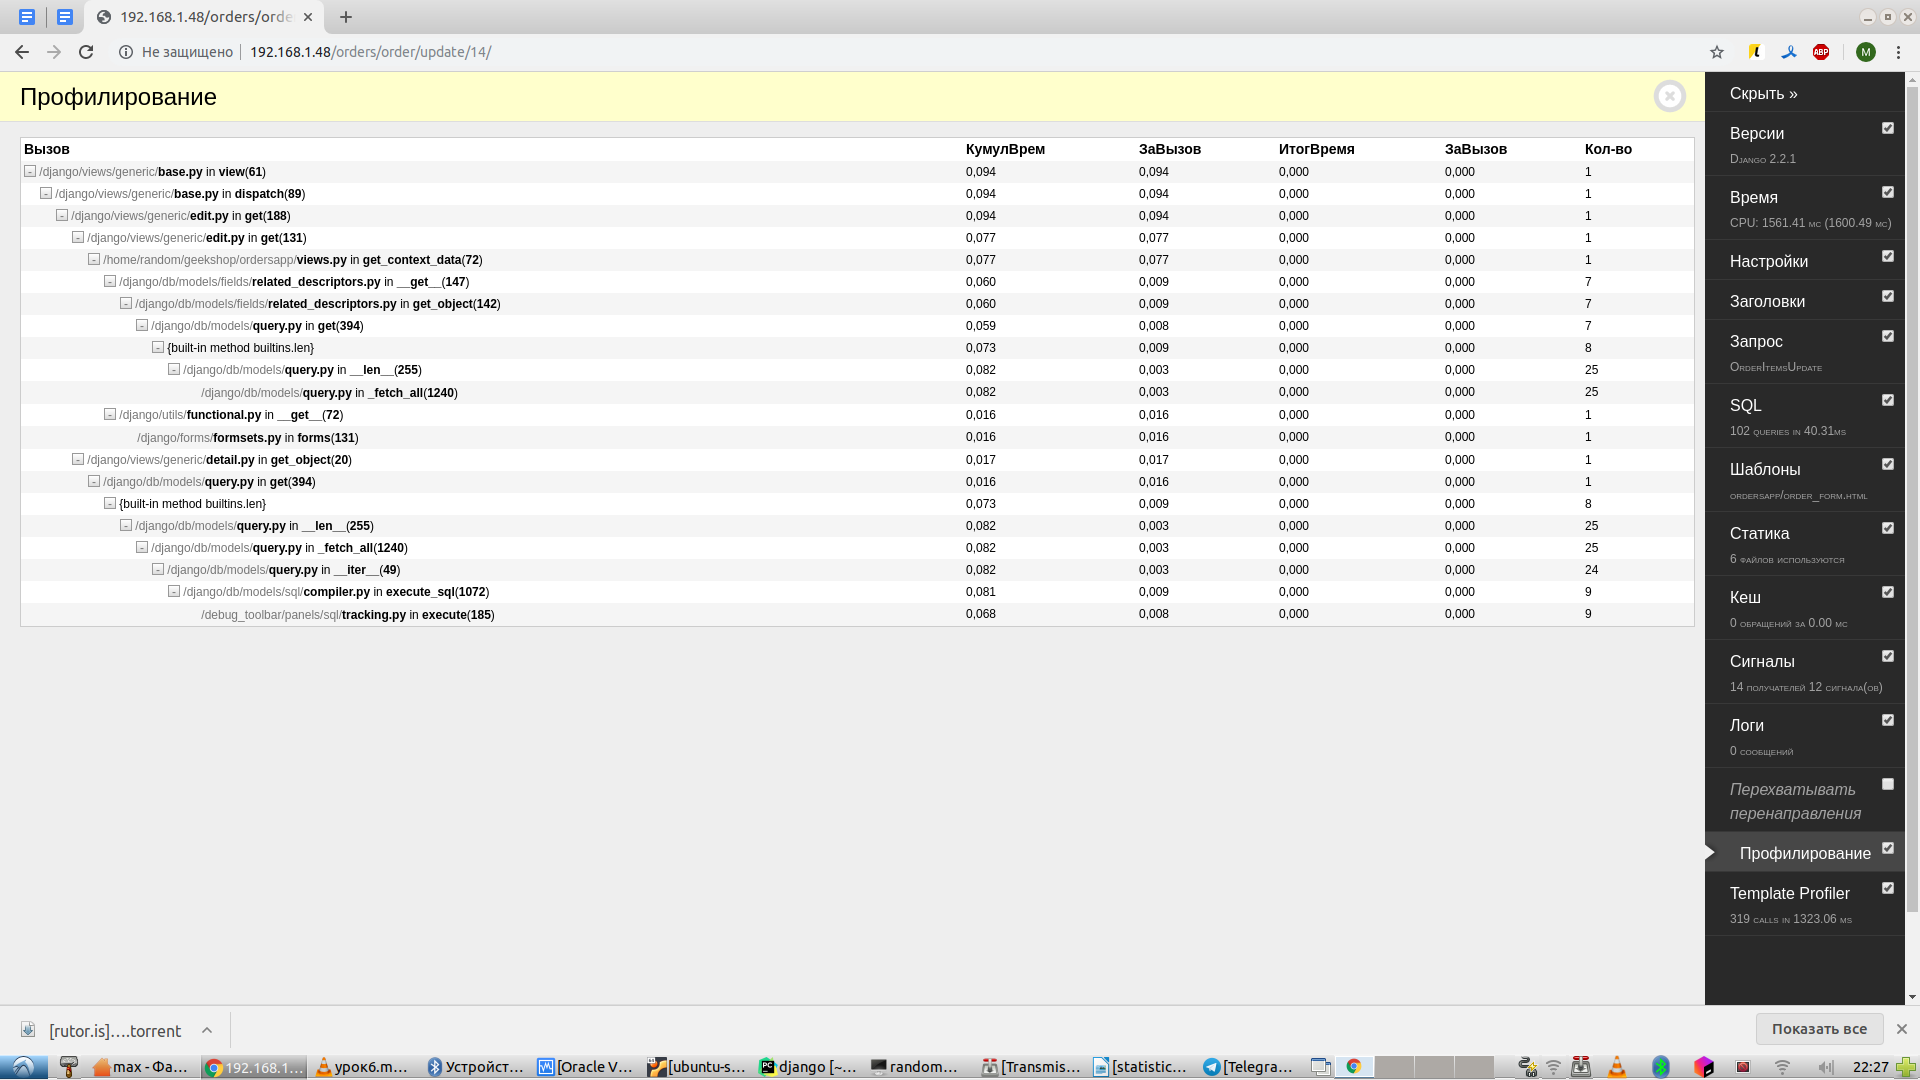 192.168.1.48/orders/orde
Не защищено
192.168.1.48/orders/order/update/14/
ABP
M
Профилирование
Вызов КумулВрем ЗаВызов ИтогВремя ЗаВызов Кол-во
/django/views/generic/base.py in view(61) 0,094 0,094 0,000 0,000 1
/django/views/generic/base.py in dispatch(89) 0,094 0,094 0,000 0,000 1
/django/views/generic/edit.py in get(188) 0,094 0,094 0,000 0,000 1
/django/views/generic/edit.py in get(131) 0,077 0,077 0,000 0,000 1
/home/random/geekshop/ordersapp/views.py in get_context_data(72) 0,077 0,077 0,000 0,000 1
/django/db/models/fields/related_descriptors.py in __get__(147) 0,060 0,009 0,000 0,000 7
/django/db/models/fields/related_descriptors.py in get_object(142) 0,060 0,009 0,000 0,000 7
/django/db/models/query.py in get(394) 0,059 0,008 0,000 0,000 7
{built-in method builtins.len} 0,073 0,009 0,000 0,000 8
/django/db/models/query.py in __len__(255) 0,082 0,003 0,000 0,000 25
/django/db/models/query.py in _fetch_all(1240) 0,082 0,003 0,000 0,000 25
/django/utils/functional.py in __get__(72) 0,016 0,016 0,000 0,000 1
/django/forms/formsets.py in forms(131) 0,016 0,016 0,000 0,000 1
/django/views/generic/detail.py in get_object(20) 0,017 0,017 0,000 0,000 1
/django/db/models/query.py in get(394) 0,016 0,016 0,000 0,000 1
{built-in method builtins.len} 0,073 0,009 0,000 0,000 8
/django/db/models/query.py in __len__(255) 0,082 0,003 0,000 0,000 25
/django/db/models/query.py in _fetch_all(1240) 0,082 0,003 0,000 0,000 25
/django/db/models/query.py in __iter__(49) 0,082 0,003 0,000 0,000 24
/django/db/models/sql/compiler.py in execute_sql(1072) 0,081 0,009 0,000 0,000 9
/debug_toolbar/panels/sql/tracking.py in execute(185) 0,068 0,008 0,000 0,000 9
Скрыть »
Версии
Django 2.2.1
Время
CPU: 1561.41 мс (1600.49 мс)
Настройки
Заголовки
Запрос
OrderItemsUpdate
SQL
102 queries in 40.31ms
Шаблоны
ordersapp/order_form.html
Статика
6 файлов используются
Кеш
0 обращений за 0.00 мс
Сигналы
14 получателей 12 сигнала(ов)
Логи
0 сообщений
Перехватывать
перенаправления
Профилирование
Template Profiler
319 calls in 1323.06 ms
[rutor.is]....torrent
Показать все
max - Фа...
192.168.1...
урок6.m...
Устройст...
[Oracle V...
[ubuntu-s...
django [~...
random...
[Transmis...
[statistic...
[Telegra...
22:27